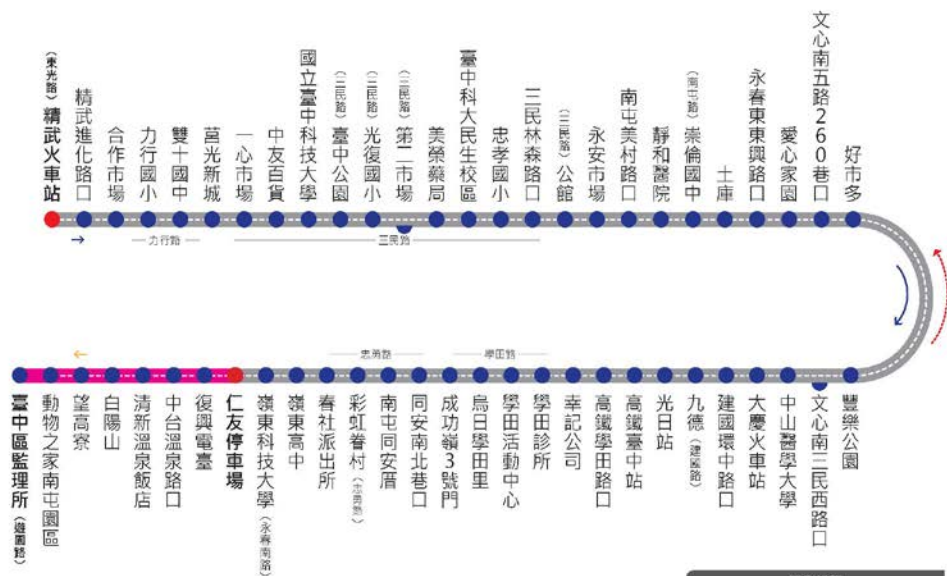 精武火車站（東光路）
精武進化路口
合作市場
力行國小
雙十國中
莒光新城
一心市場
中友百貨
國立臺中科技大學
（三民路）臺中公園
（三民路）光復國小
（三民路）第二市場
美榮藥局
臺中科大民生校區
忠孝國小
三民林森路口
（三民路）公館
永安市場
南屯美村路口
靜和醫院
（南屯路）崇倫國中
土庫
永春東東興路口
愛心家園
文心南五路260巷口
好市多
力行路
三民路
忠勇路
學田路
臺中區監理所（遊園路）
動物之家南屯園區
望高寮
白陽山
清新溫泉飯店
中台溫泉路口
復興電臺
仁友停車場
嶺東科技大學（永春南路）
嶺東高中
春社派出所
彩虹眷村（忠勇路）
南屯同安厝
同安南北巷口
成功嶺3號門
烏日學田里
學田活動中心
學田診所
幸記公司
高鐵學田路口
高鐵臺中站
光日站
九德（建國路）
建國環中路口
大慶火車站
中山醫學大學
文心南三民西路口
豐樂公園